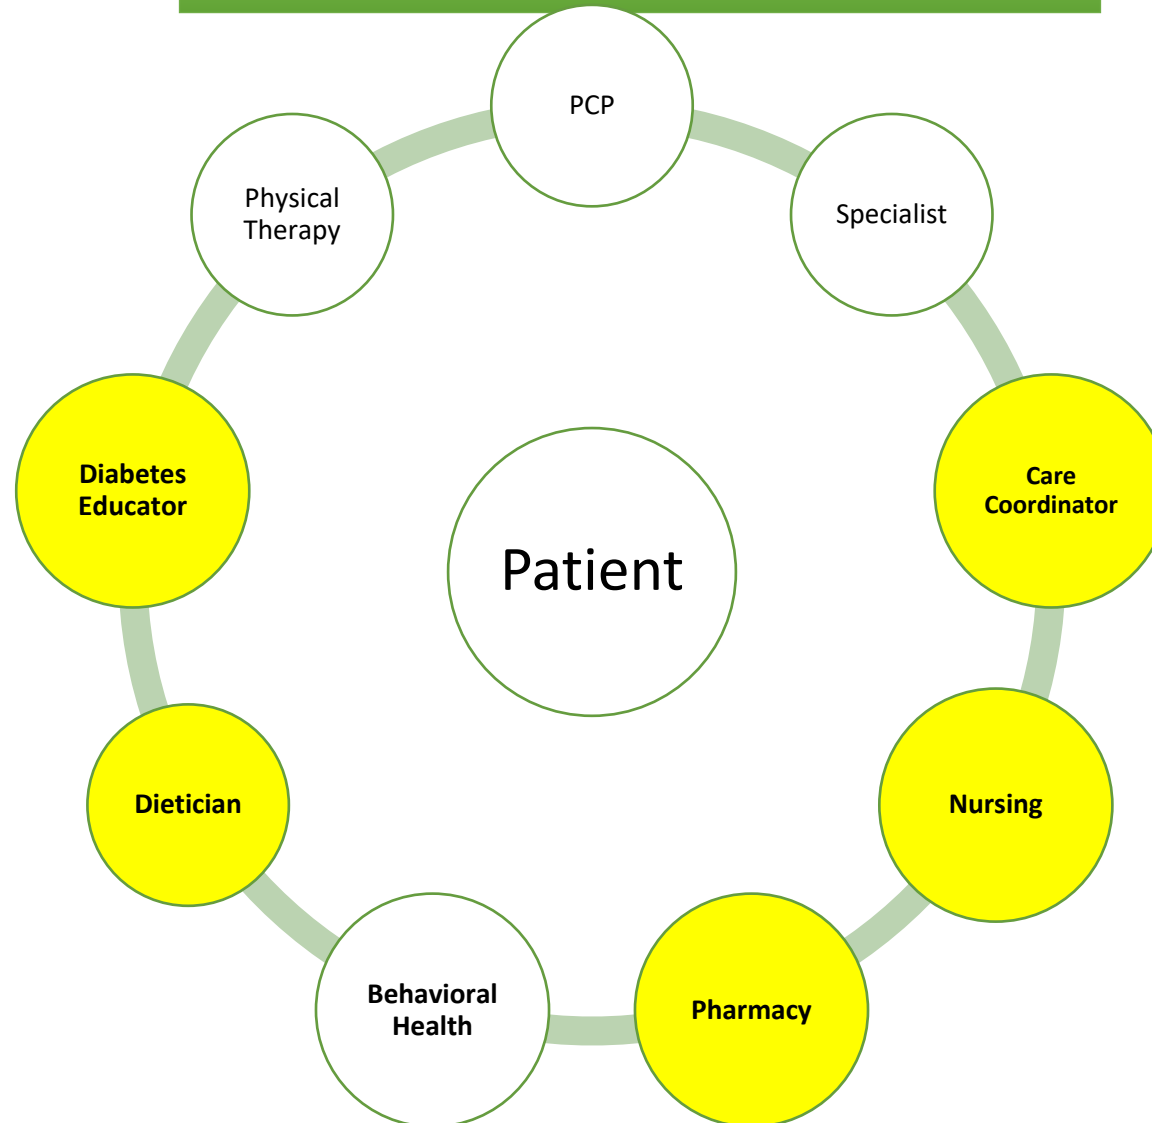 PCP
Specialist
Care
Coordinator
Nursing
Pharmacy
Behavioral
Health
Dietician
Diabetes
Educator
Physical
Therapy
Patient